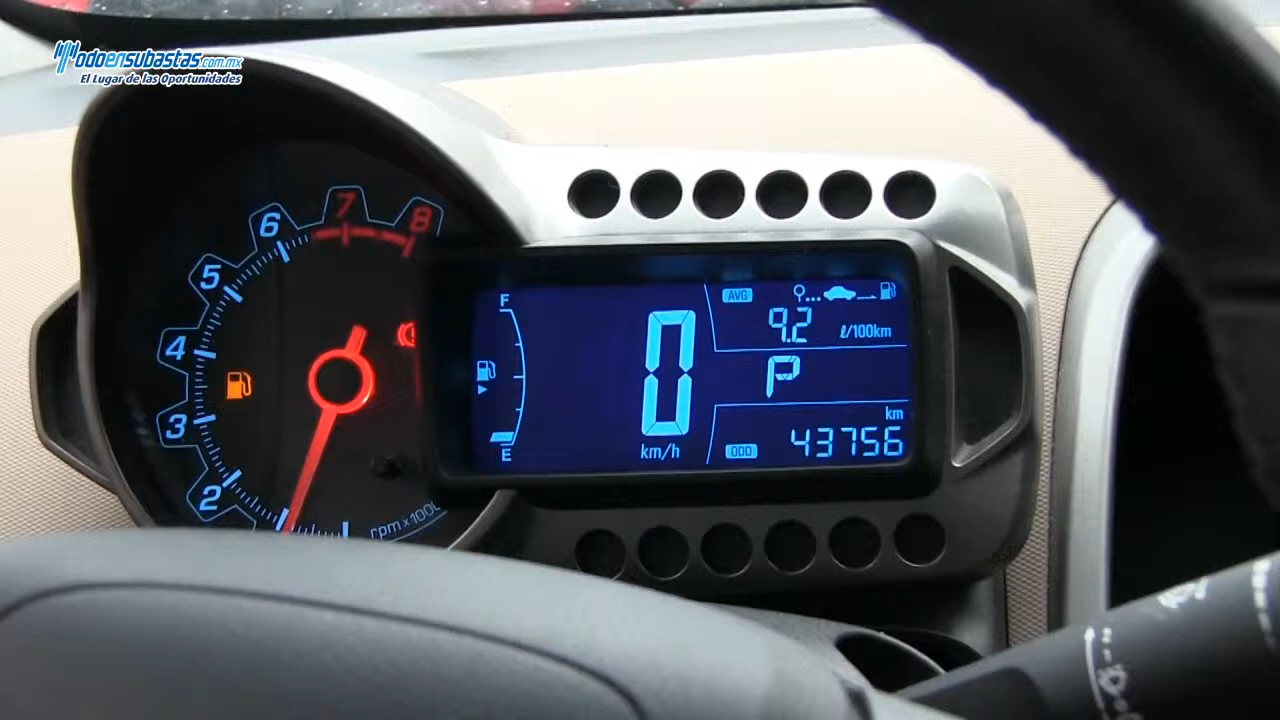 Modoensubastas.com.mx
El Lugar de las Oportunidades
2
3
4
5
6
7
8
rpm x 1000
F
E
0
km/h
AVG
9.2
ℓ/100km
P
km
ODO
43756